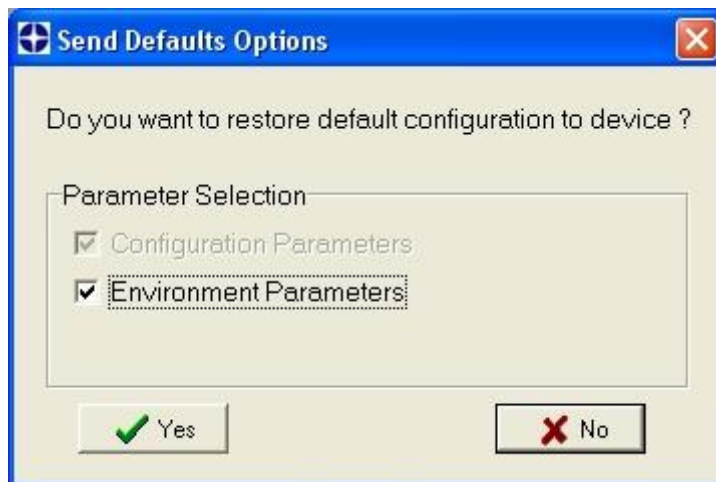 Send Defaults Options
Do you want to restore default configuration to device ?
Parameter Selection
Configuration Parameters
Environment Parameters
Yes
No